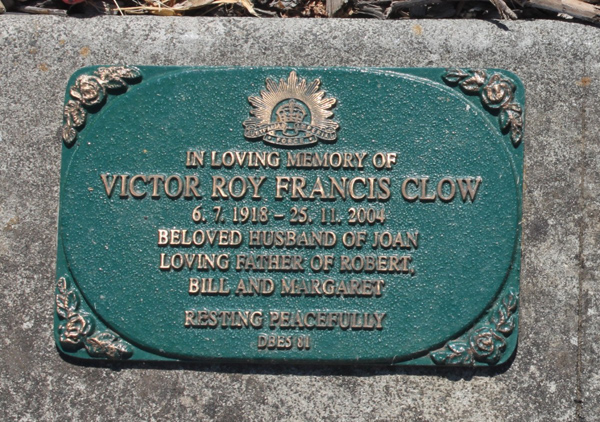 IN LOVING MEMORY OF
VICTOR ROY FRANCIS CLOW
6. 7. 1918 – 25. 11. 2004
BELOVED HUSBAND OF JOAN
LOVING FATHER OF ROBERT,
BILL AND MARGARET
RESTING PEACEFULLY
DBES 81